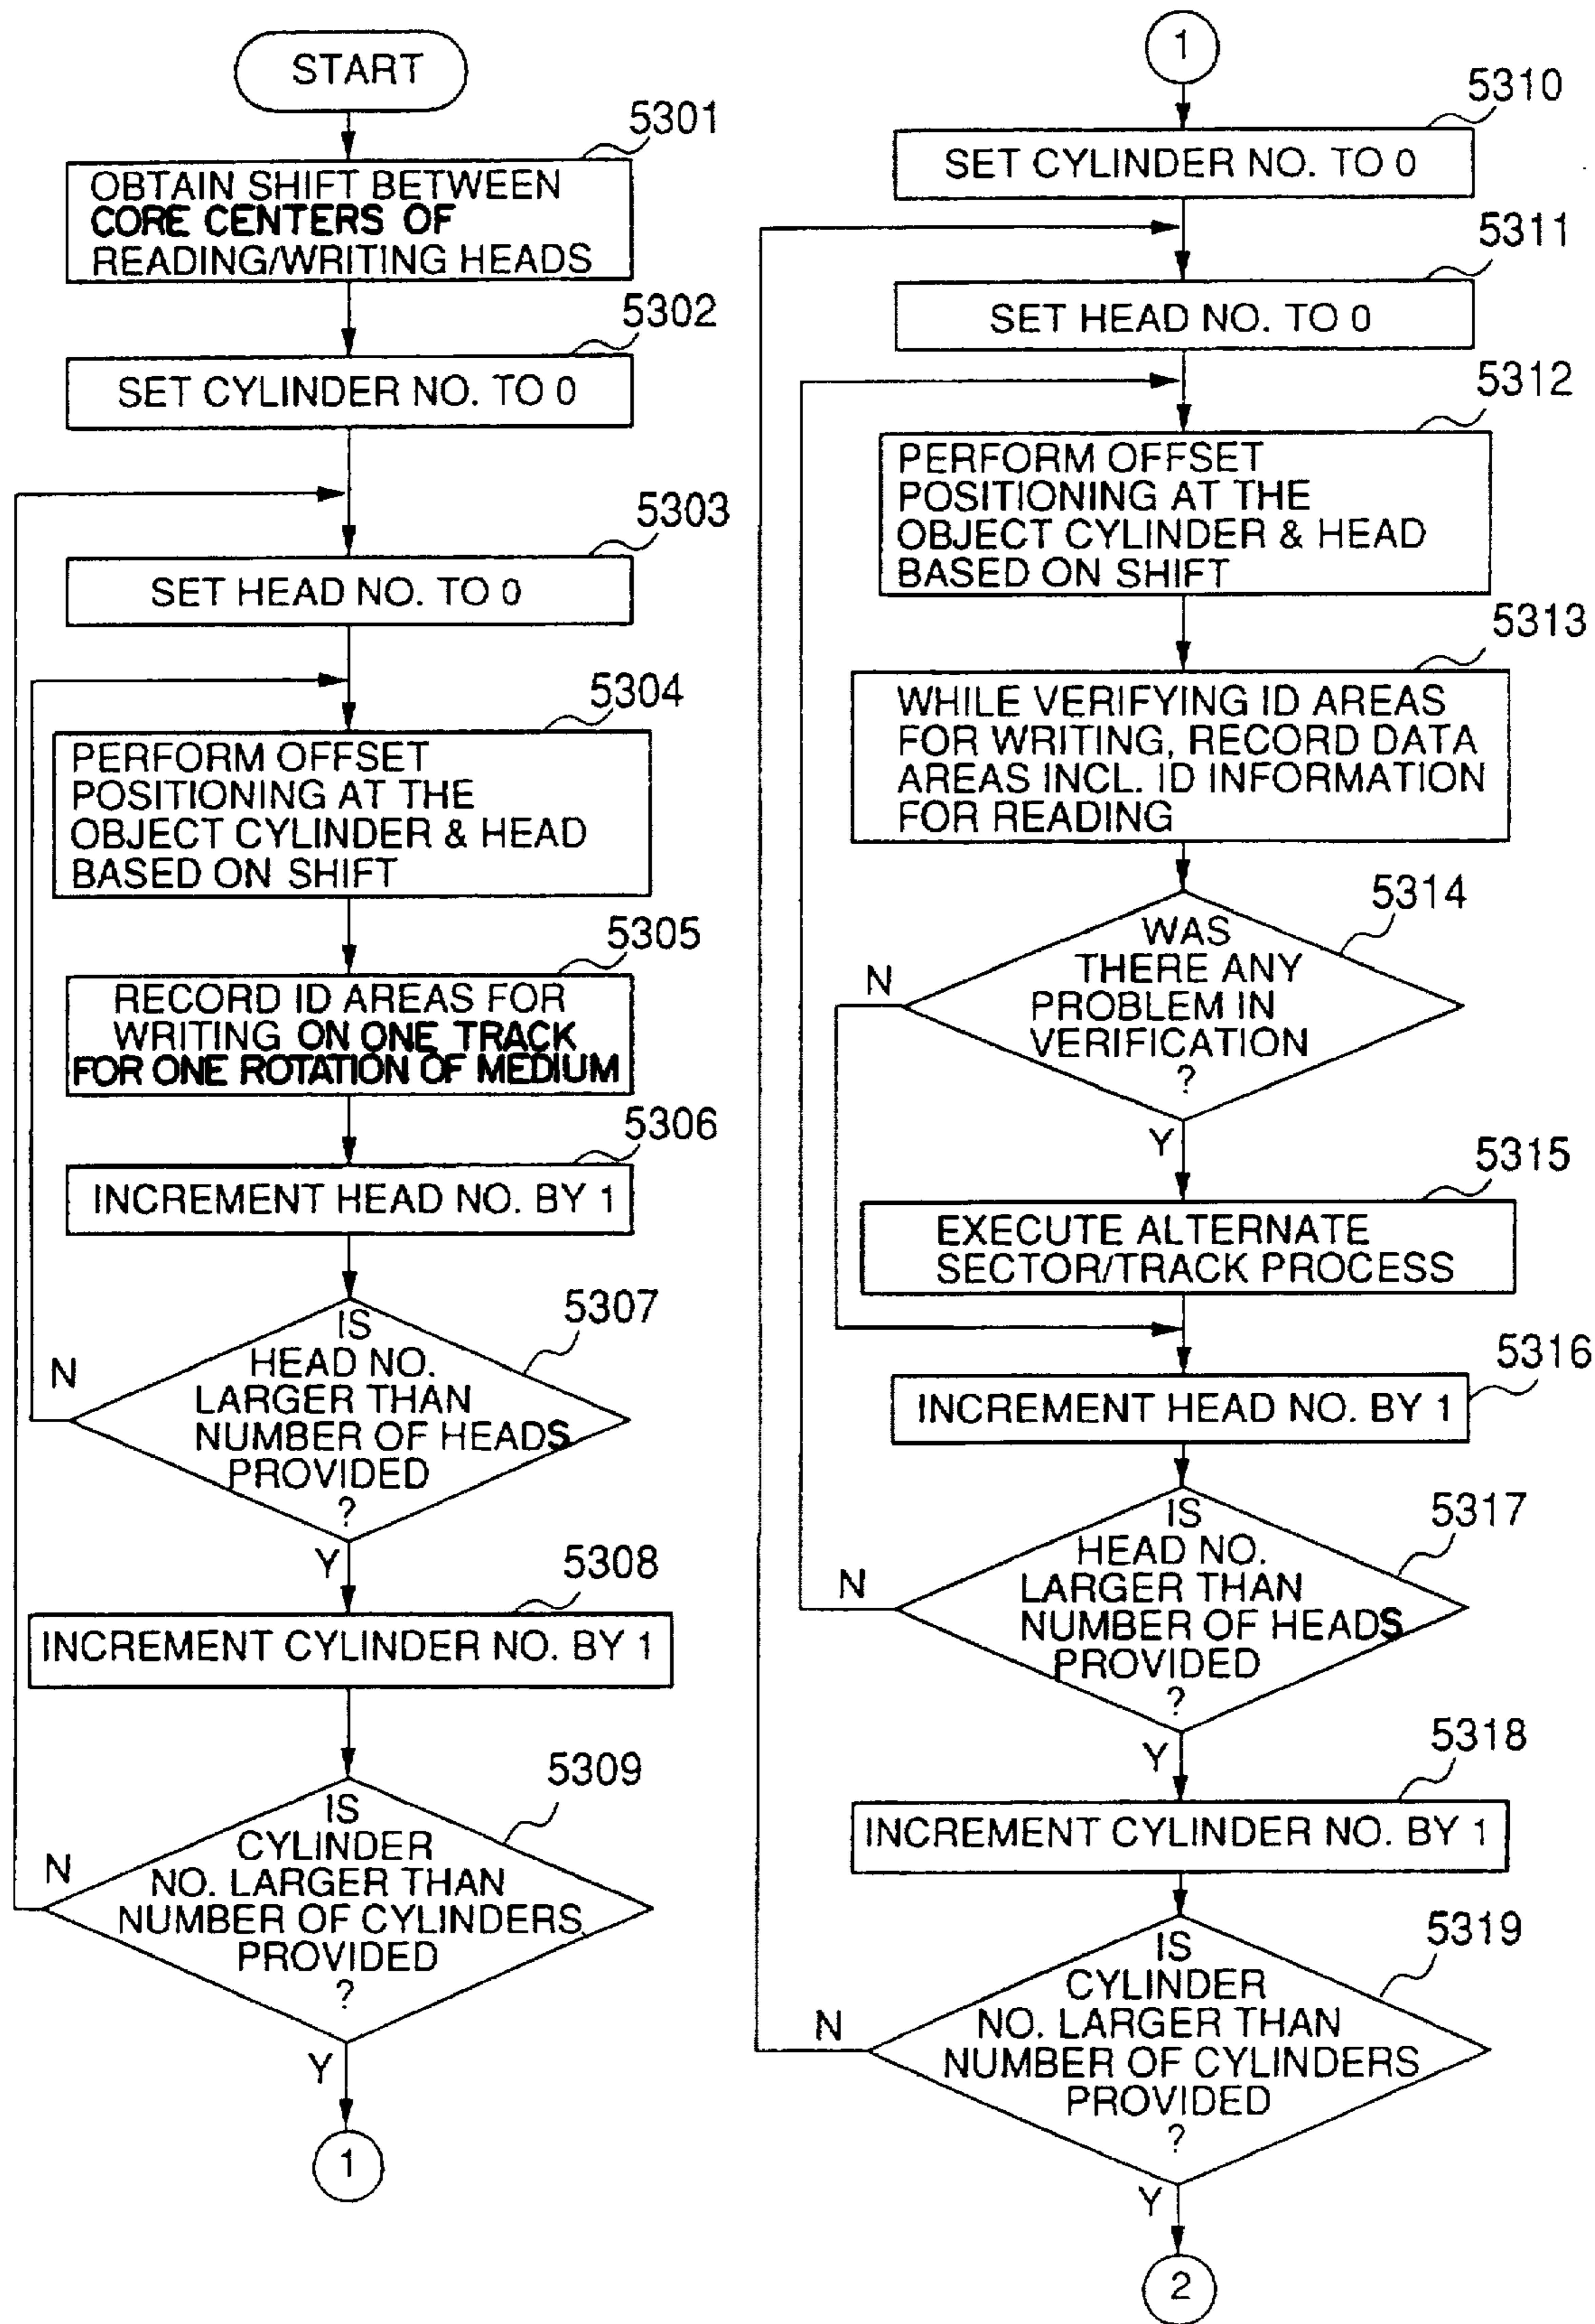 START
5301
OBTAIN SHIFT BETWEEN
CORE CENTERS OF
READING/WRITING HEADS
5302
SET CYLINDER NO. TO 0
5303
SET HEAD NO. TO 0
5304
PERFORM OFFSET
POSITIONING AT THE
OBJECT CYLINDER & HEAD
BASED ON SHIFT
5305
RECORD ID AREAS FOR
WRITING ON ONE TRACK
FOR ONE ROTATION OF MEDIUM
5306
INCREMENT HEAD NO. BY 1
5307
IS
HEAD NO.
LARGER THAN
NUMBER OF HEADS
PROVIDED
?
N
Y
5308
INCREMENT CYLINDER NO. BY 1
5309
IS
CYLINDER
NO. LARGER THAN
NUMBER OF CYLINDERS
PROVIDED
?
N
Y
1
1
5310
SET CYLINDER NO. TO 0
5311
SET HEAD NO. TO 0
5312
PERFORM OFFSET
POSITIONING AT THE
OBJECT CYLINDER & HEAD
BASED ON SHIFT
5313
WHILE VERIFYING ID AREAS
FOR WRITING, RECORD DATA
AREAS INCL. ID INFORMATION
FOR READING
5314
WAS
THERE ANY
PROBLEM IN
VERIFICATION
?
N
Y
5315
EXECUTE ALTERNATE
SECTOR/TRACK PROCESS
5316
INCREMENT HEAD NO. BY 1
5317
IS
HEAD NO.
LARGER THAN
NUMBER OF HEADS
PROVIDED
?
N
Y
5318
INCREMENT CYLINDER NO. BY 1
5319
IS
CYLINDER
NO. LARGER THAN
NUMBER OF CYLINDERS
PROVIDED
?
N
Y
2